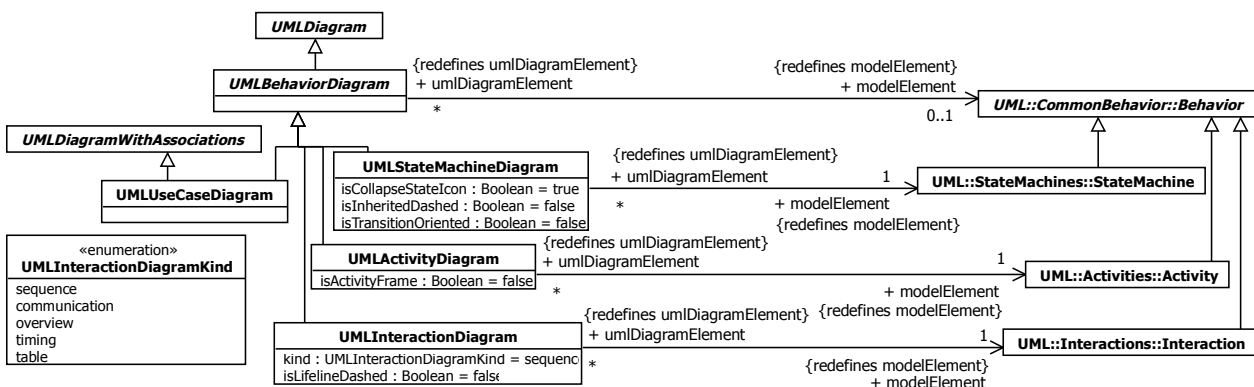 UMLDiagram
UMLBehaviorDiagram
{redefines umlDiagramElement}
+ umlDiagramElement
*
{redefines modelElement}
+ modelElement
0..1
UML::CommonBehavior::Behavior
UMLDiagramWithAssociations
UMLUseCaseDiagram
UMLStateMachineDiagram
isCollapseStateIcon : Boolean = true
isInheritedDashed : Boolean = false
isTransitionOriented : Boolean = false
{redefines umlDiagramElement}
+ umlDiagramElement
*
1
+ modelElement
{redefines modelElement}
UML::StateMachines::StateMachine
«enumeration»
UMLInteractionDiagramKind
sequence
communication
overview
timing
table
UMLActivityDiagram
isActivityFrame : Boolean = false
{redefines umlDiagramElement}
+ umlDiagramElement
*
1
+ modelElement
{redefines modelElement}
UML::Activities::Activity
UMLInteractionDiagram
kind : UMLInteractionDiagramKind = sequenc
isLifelineDashed : Boolean = false
{redefines umlDiagramElement}
+ umlDiagramElement
*
1
{redefines modelElement}
+ modelElement
UML::Interactions::Interaction